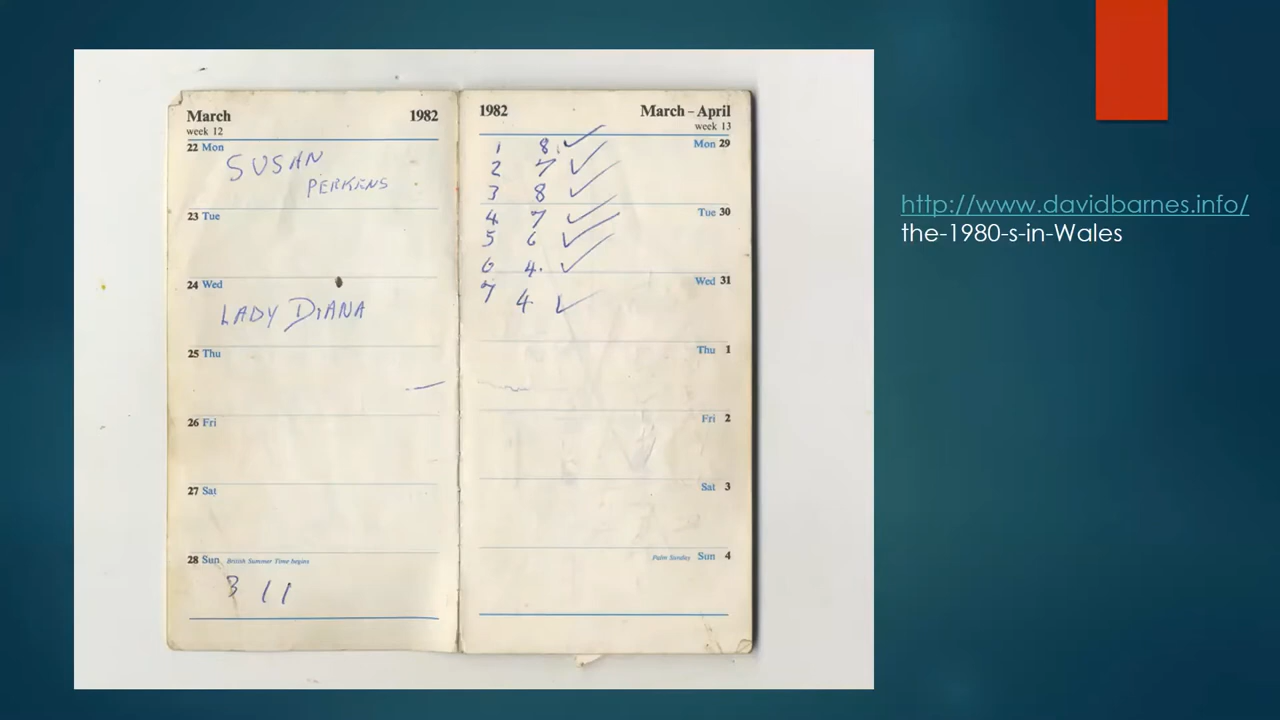 March 1982
week 12
22 Mon
SUSAN
PERKENS
23 Tue
24 Wed
LADY DIANA
25 Thu
26 Fri
27 Sat
28 Sun British Summer Time begins
3 11
1982 March – April
week 13
Mon 29
1 8.
2 7
3 8
Tue 30
4 7
5 6
6 4.
Wed 31
7 4
Thu 1
Fri 2
Sat 3
Palm Sunday Sun 4
http://www.davidbarnes.info/
the-1980-s-in-Wales